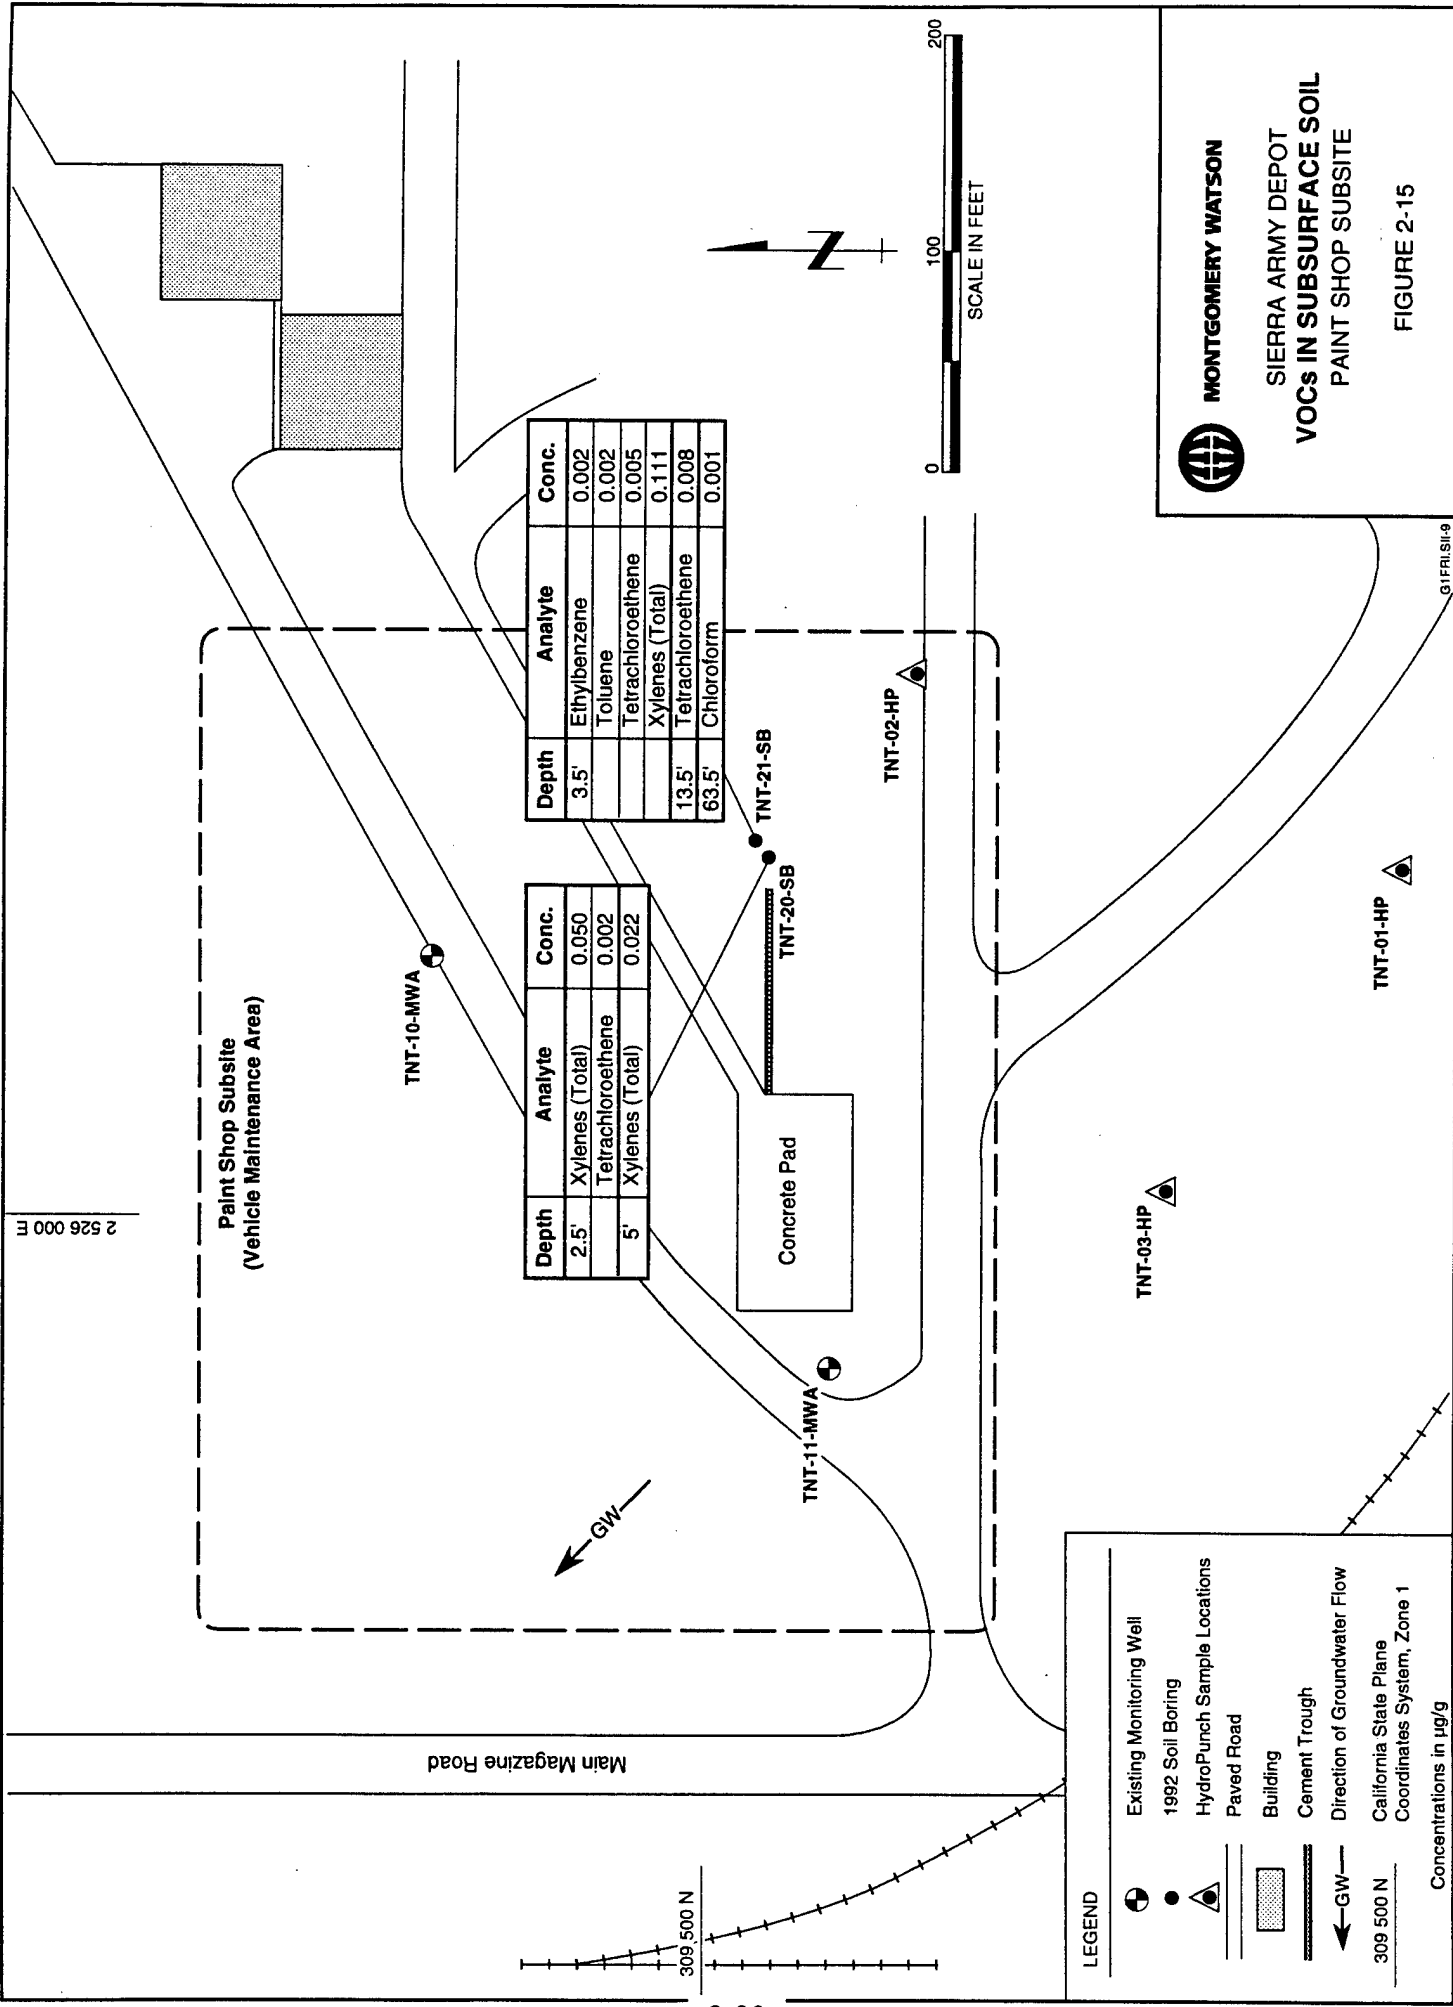 2 526 000 E
Paint Shop Subsite
(Vehicle Maintenance Area)
TNT-10-MWA
Depth Analyte Conc.
2.5' Xylenes (Total) 0.050
Tetrachloroethene 0.002
5' Xylenes (Total) 0.022
Depth Analyte Conc.
3.5' Ethylbenzene 0.002
Toluene 0.002
Tetrachloroethene 0.005
Xylenes (Total) 0.111
13.5' Tetrachloroethene 0.008
63.5' Chloroform 0.001
TNT-21-SB
TNT-20-SB
Concrete Pad
TNT-11-MWA
TNT-02-HP
TNT-03-HP
TNT-01-HP
GW
Main Magazine Road
309 500 N
0 100 200
SCALE IN FEET
N
LEGEND
Existing Monitoring Well
1992 Soil Boring
HydroPunch Sample Locations
Paved Road
Building
Cement Trough
GW Direction of Groundwater Flow
309 500 N California State Plane
Coordinates System, Zone 1
Concentrations in µg/g
MONTGOMERY WATSON
SIERRA ARMY DEPOT
VOCs IN SUBSURFACE SOIL
PAINT SHOP SUBSITE
FIGURE 2-15
G1FRI.SII-9